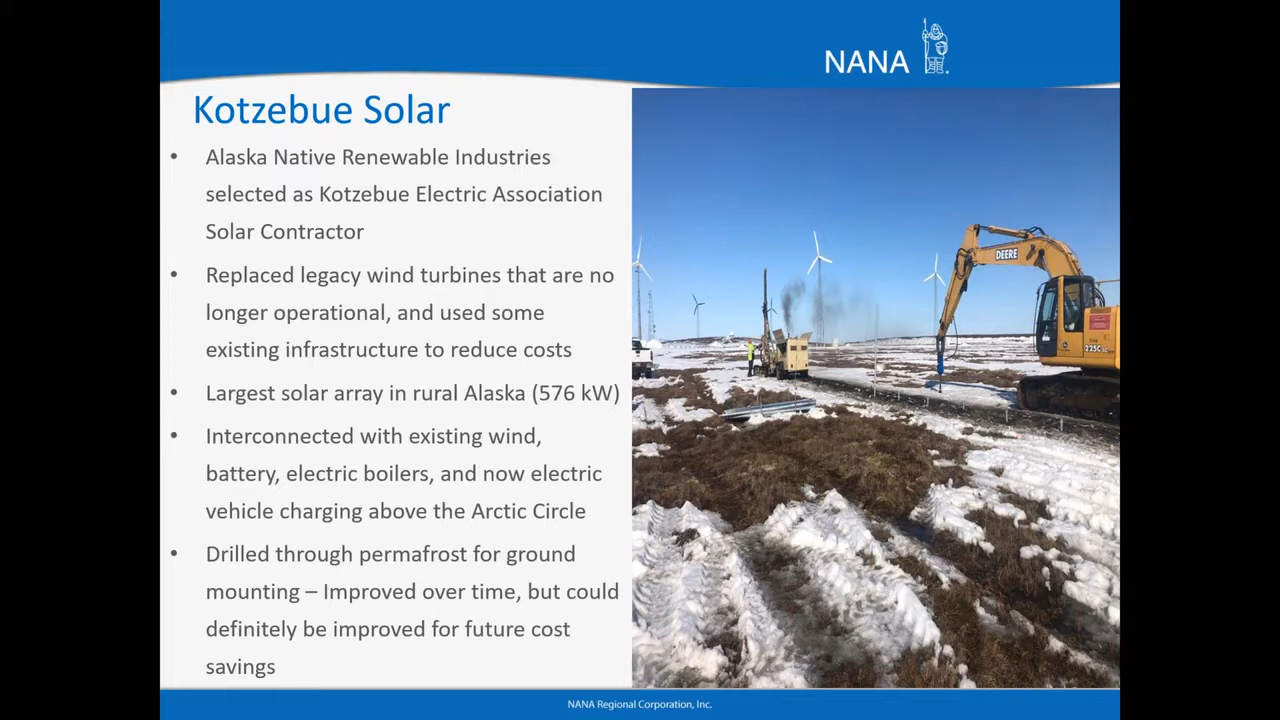 NANA
Kotzebue Solar
• Alaska Native Renewable Industries
selected as Kotzebue Electric Association
Solar Contractor
• Replaced legacy wind turbines that are no
longer operational, and used some
existing infrastructure to reduce costs
• Largest solar array in rural Alaska (576 kW)
• Interconnected with existing wind,
battery, electric boilers, and now electric
vehicle charging above the Arctic Circle
• Drilled through permafrost for ground
mounting – Improved over time, but could
definitely be improved for future cost
savings
DEERE
225C LC
NANA Regional Corporation, Inc.